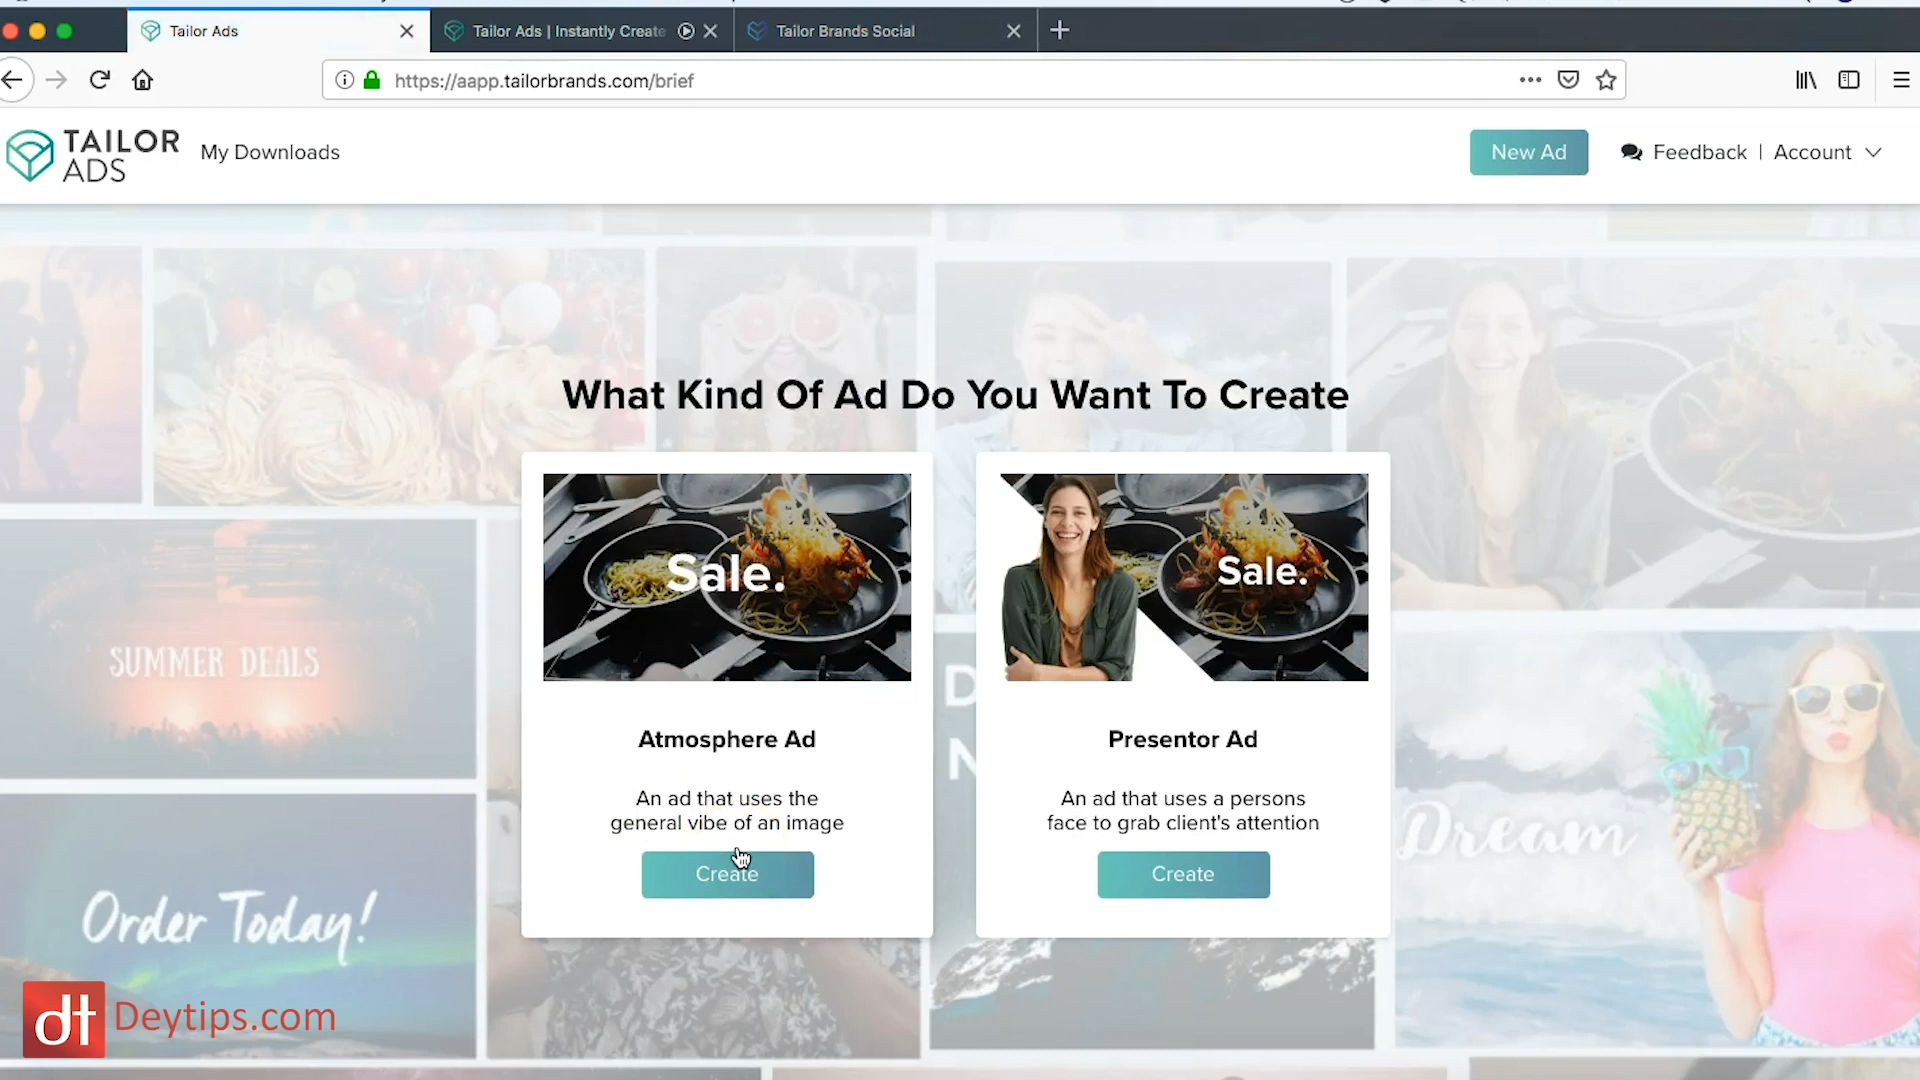 Tailor Ads
Tailor Ads | Instantly Create
Tailor Brands Social
https://aapp.tailorbrands.com/brief
TAILOR
ADS
My Downloads
New Ad
Feedback | Account
What Kind Of Ad Do You Want To Create
Sale.
Sale.
SUMMER DEALS
Atmosphere Ad
Presentor Ad
An ad that uses the
general vibe of an image
An ad that uses a persons
face to grab client's attention
Create
Create
Dream
Order Today!
dt Deytips.com